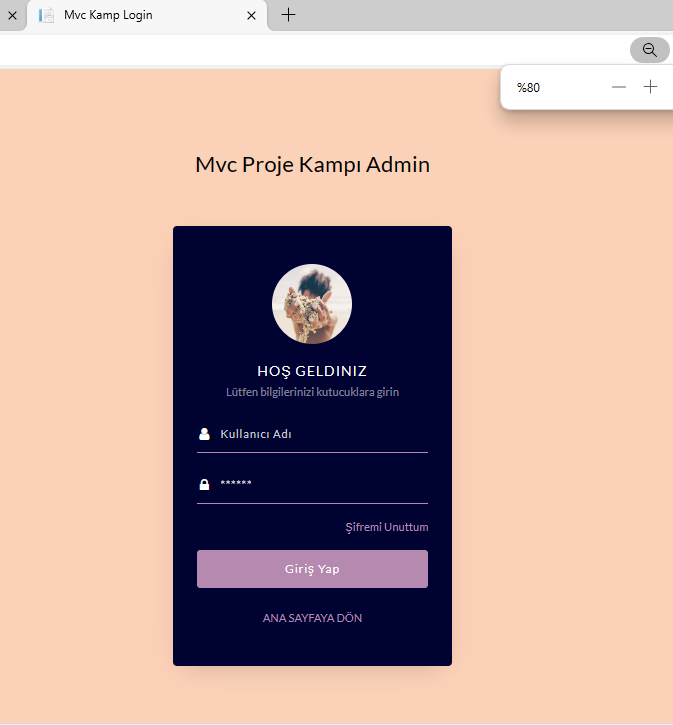 Mvc Kamp Login
%80
Mvc Proje Kampı Admin
HOŞ GELDINIZ
Lütfen bilgilerinizi kutucuklara girin
Kullanıcı Adı
******
Şifremi Unuttum
Giriş Yap
ANA SAYFAYA DÖN